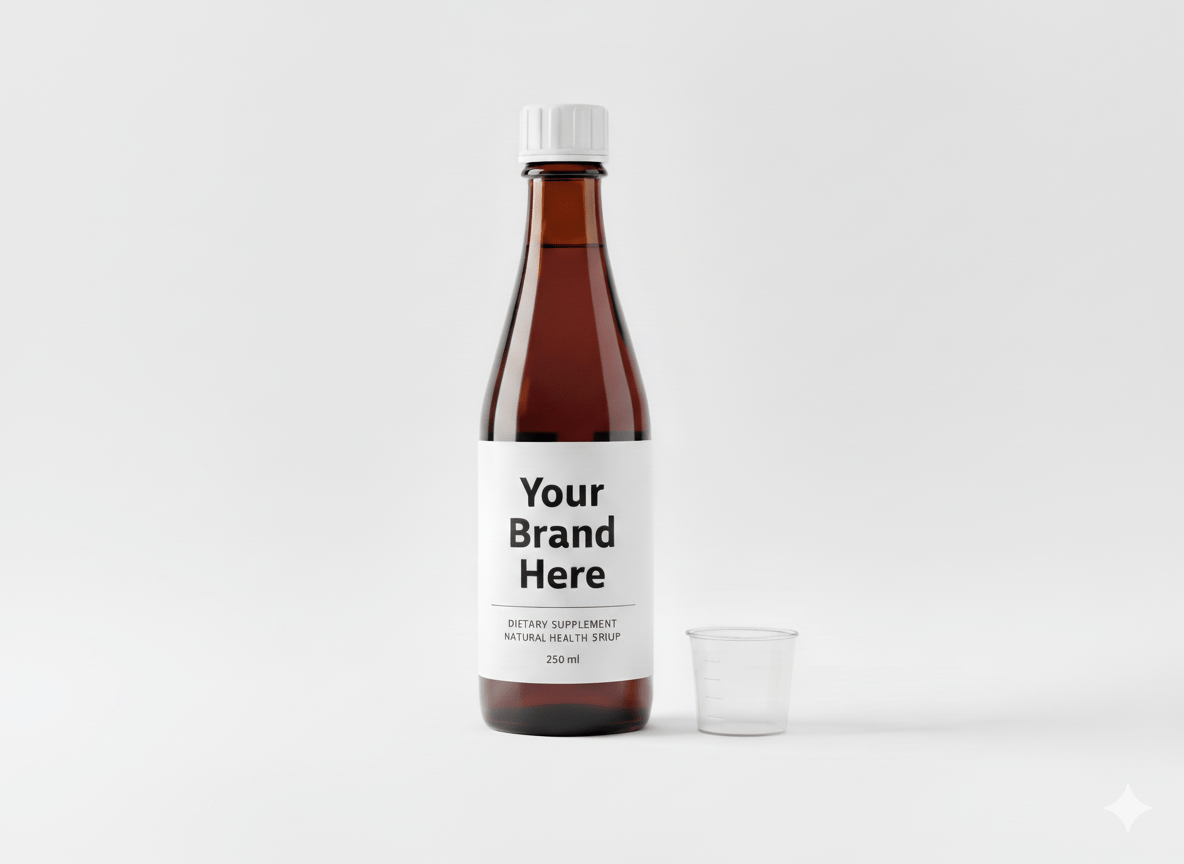 Your
Brand
Here
DIETARY SUPPLEMENT
NATURAL HEALTH SRIUP
250 ml